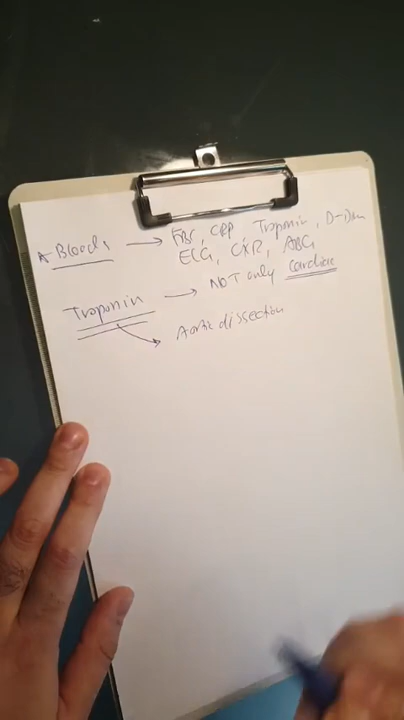 Bloods → FBC, CRP, Troponin, D-Dim
ECG, CXR, ABG
Troponin → NOT only cardiac
Aortic dissection